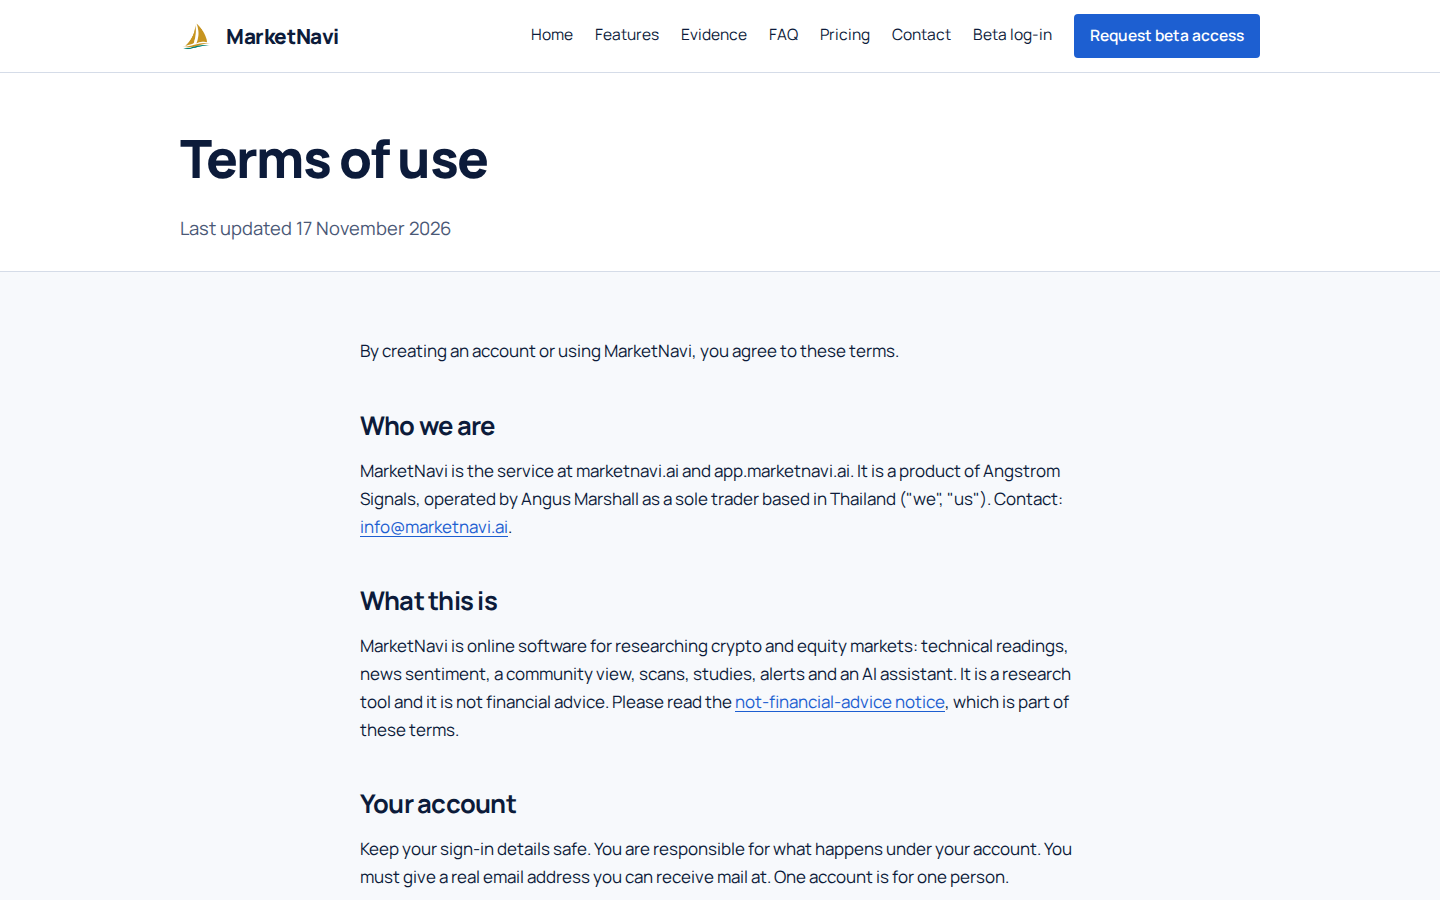 MarketNavi
Home Features Evidence FAQ Pricing Contact Beta log-in Request beta access
Terms of use
Last updated 17 November 2026
By creating an account or using MarketNavi, you agree to these terms.
Who we are
MarketNavi is the service at marketnavi.ai and app.marketnavi.ai. It is a product of Angstrom
Signals, operated by Angus Marshall as a sole trader based in Thailand ("we", "us"). Contact:
info@marketnavi.ai.
What this is
MarketNavi is online software for researching crypto and equity markets: technical readings,
news sentiment, a community view, scans, studies, alerts and an AI assistant. It is a research
tool and it is not financial advice. Please read the not-financial-advice notice, which is part of
these terms.
Your account
Keep your sign-in details safe. You are responsible for what happens under your account. You
must give a real email address you can receive mail at. One account is for one person.